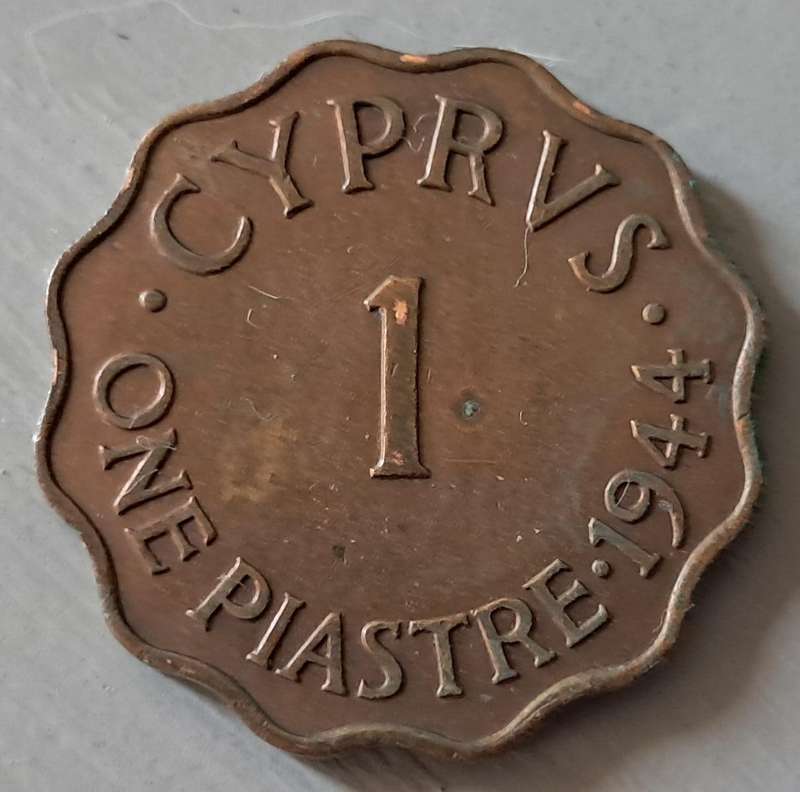 · CYPRVS ·
1
ONE PIASTRE · 1944